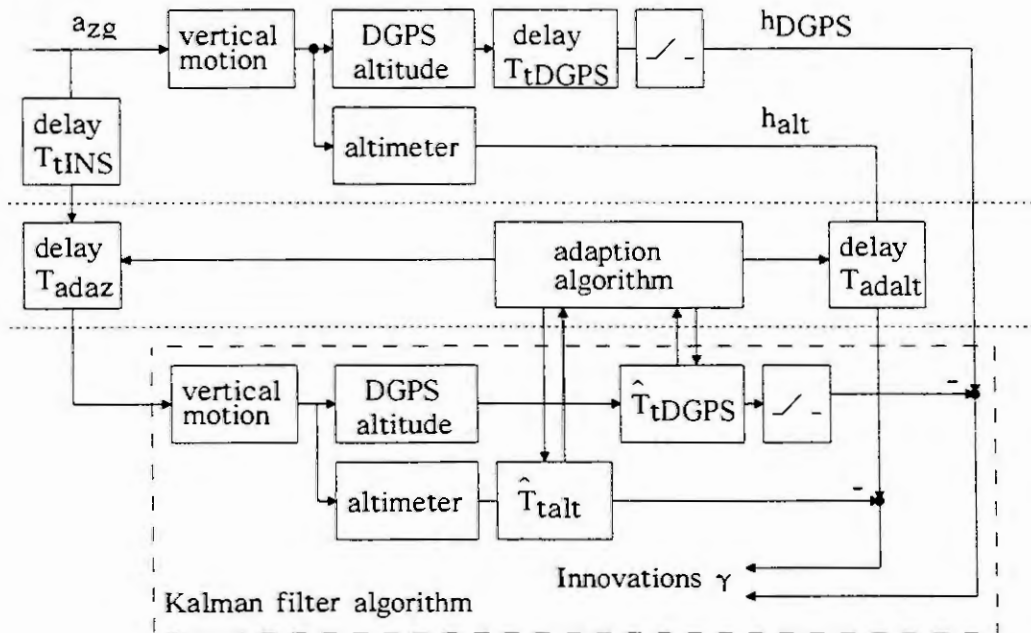 a_zg
vertical
motion
DGPS
altitude
delay
T_tDGPS
h_DGPS
delay
T_tINS
altimeter
h_alt
delay
T_adaz
adaption
algorithm
delay
T_adalt
vertical
motion
DGPS
altitude
T̂_tDGPS
-
altimeter
T̂_talt
-
Innovations γ
Kalman filter algorithm